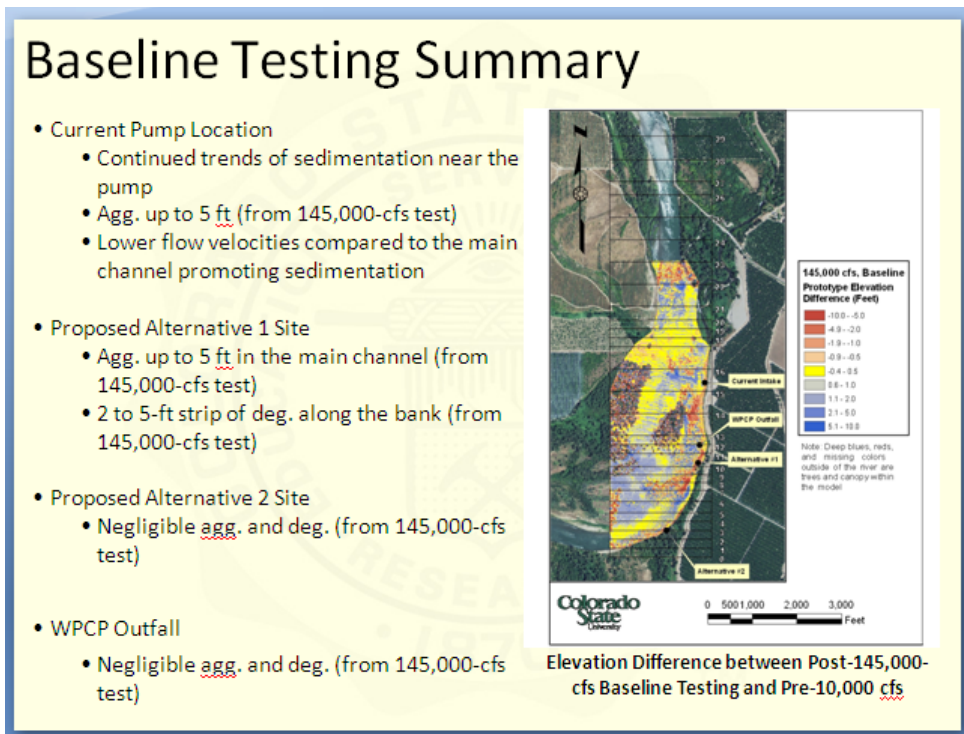 Baseline Testing Summary
• Current Pump Location
• Continued trends of sedimentation near the
pump
• Agg. up to 5 ft (from 145,000-cfs test)
• Lower flow velocities compared to the main
channel promoting sedimentation
• Proposed Alternative 1 Site
• Agg. up to 5 ft in the main channel (from
145,000-cfs test)
• 2 to 5-ft strip of deg. along the bank (from
145,000-cfs test)
• Proposed Alternative 2 Site
• Negligible agg. and deg. (from 145,000-cfs
test)
• WPCP Outfall
• Negligible agg. and deg. (from 145,000-cfs
test)
N
Current Intake
WPCP Outfall
Alternative #1
Alternative #2
145,000 cfs, Baseline
Prototype Elevation
Difference (Feet)
-10.0 - -5.0
-4.9 - -2.0
-1.9 - -1.0
-0.9 - -0.5
-0.4 - 0.5
0.6 - 1.0
1.1 - 2.0
2.1 - 5.0
5.1 - 10.0
Note: Deep blues, reds,
and missing colors
outside of the river are
trees and canopy within
the model
Colorado
State
University
0 500 1,000 2,000 3,000
Feet
Elevation Difference between Post-145,000-
cfs Baseline Testing and Pre-10,000 cfs